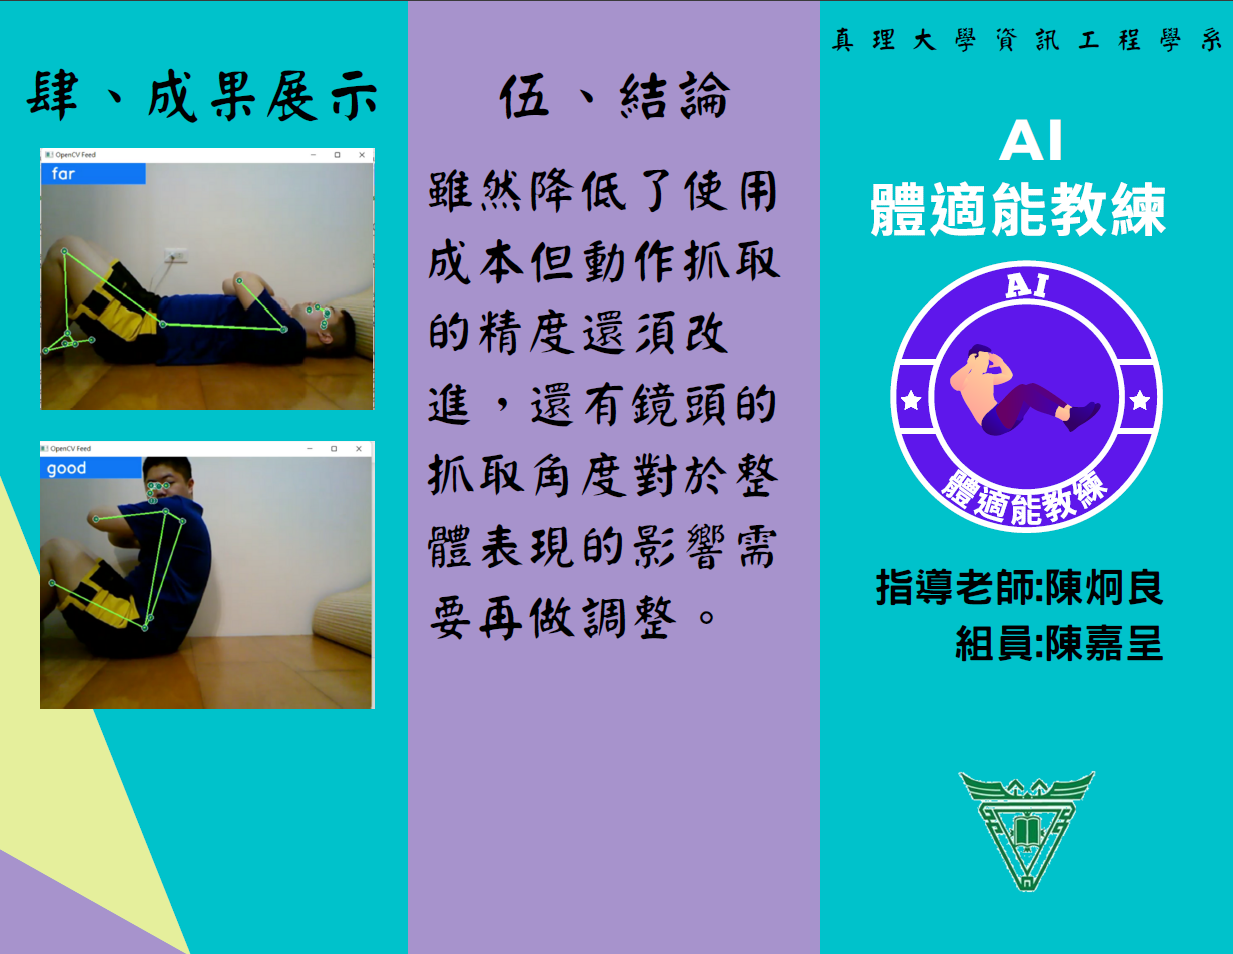 肆、成果展示
OpenCV Feed
far
OpenCV Feed
good
伍、結論
雖然降低了使用
成本但動作抓取
的精度還須改
進，還有鏡頭的
抓取角度對於整
體表現的影響需
要再做調整。
真理大學資訊工程學系
AI
體適能教練
AI
體適能教練
指導老師:陳炯良
組員:陳嘉呈